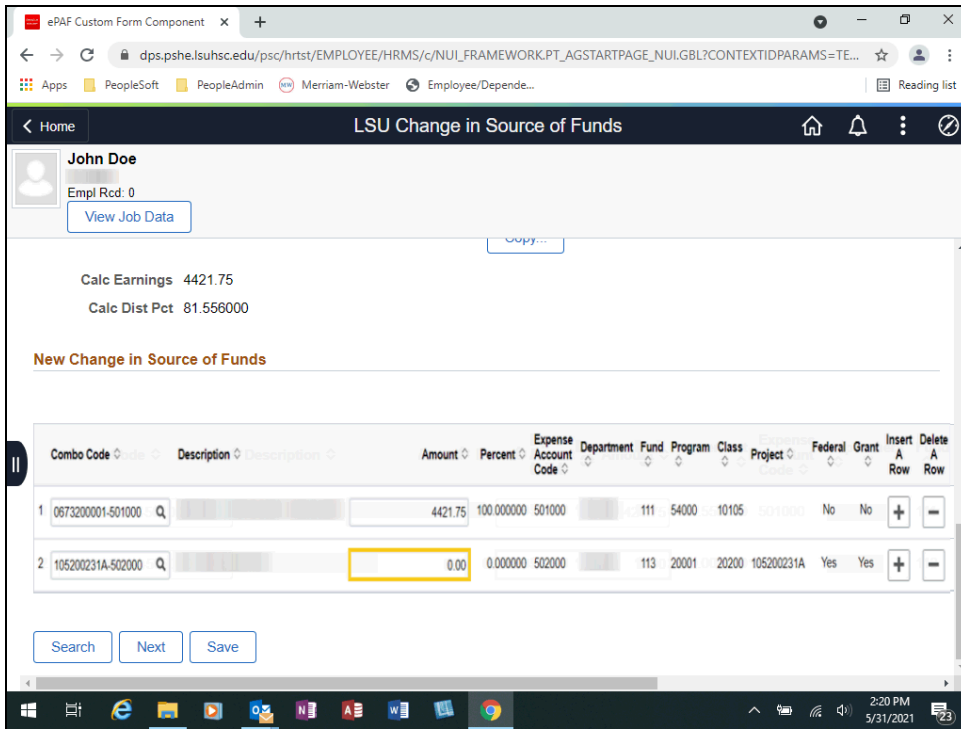 ePAF Custom Form Component
dps.pshe.lsuhsc.edu/psc/hrtst/EMPLOYEE/HRMS/c/NUI_FRAMEWORK.PT_AGSTARTPAGE_NUI.GBL?CONTEXTIDPARAMS=TE...
Apps PeopleSoft PeopleAdmin MW Merriam-Webster Employee/Depende... Reading list
Home LSU Change in Source of Funds
John Doe
Empl Rcd: 0
View Job Data
Copy...
Calc Earnings 4421.75
Calc Dist Pct 81.556000
New Change in Source of Funds
Combo Code Description Amount Percent Expense Account Code Department Fund Program Class Project Federal Grant Insert A Row Delete A Row
1 0673200001-501000 4421.75 100.000000 501000 111 54000 10105 No No + -
2 105200231A-502000 0.00 0.000000 502000 113 20001 20200 105200231A Yes Yes + -
Search Next Save
2:20 PM
5/31/2021
23